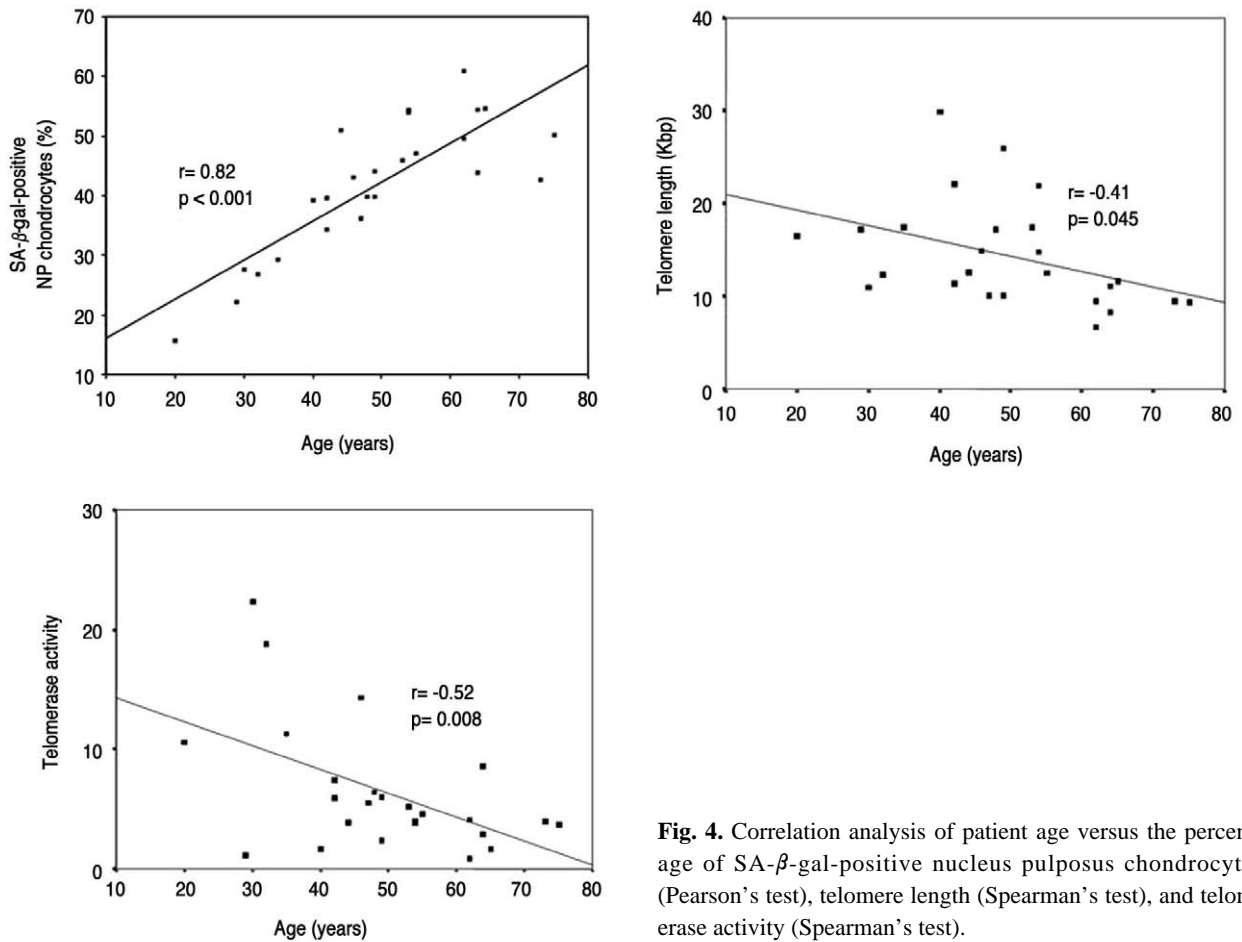 70
60
50
40
30
20
10
SA-β-gal-positive
NP chondrocytes (%)
r= 0.82
p < 0.001
10 20 30 40 50 60 70 80
Age (years)
40
30
20
10
0
Telomere length (Kbp)
r= -0.41
p= 0.045
10 20 30 40 50 60 70 80
Age (years)
30
20
10
0
Telomerase activity
r= -0.52
p= 0.008
10 20 30 40 50 60 70 80
Age (years)
Fig. 4. Correlation analysis of patient age versus the percen
age of SA-β-gal-positive nucleus pulposus chondrocyt
(Pearson's test), telomere length (Spearman's test), and telon
erase activity (Spearman's test).